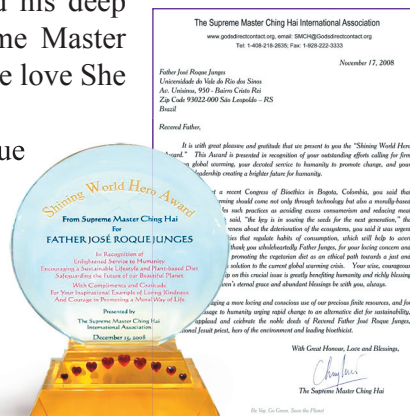 his deep
me Master
e love She
ue
Shining World Hero Award
From Supreme Master Ching Hai
For
FATHER JOSÉ ROQUE JUNGES
In Recognition of
Enlightened Service to Humanity
Encouraging a Sustainable Lifestyle and Plant-based Diet
Safeguarding the Future of our Beautiful Planet
With Compliments and Gratitude
For Your Inspirational Example of Loving Kindness
And Courage in Promoting a Moral Way of Life.
Presented by
The Supreme Master Ching Hai
International Association
December 15, 2008
The Supreme Master Ching Hai International Association
www.godsdirectcontact.org, email: SMCH@Godsdirectcontact.org
Tel: 1-408-218-2635; Fax: 1-928-222-3333
November 17, 2008
Father José Roque Junges
Universidade do Vale do Rio dos Sinos
Av. Unisinos, 950 - Bairro Cristo Rei
Zip Code 93022-000 São Leopoldo – RS
Brazil
Revered Father,
It is with great pleasure and gratitude that we present to you the "Shining World Hero
Award." This Award is presented in recognition of your outstanding efforts calling for firm
on global warming, your devoted service to humanity to promote change, and your
leadership creating a brighter future for humanity.
a recent Congress of Bioethics in Bogota, Colombia, you said that
ming should come not only through technology but also a morally-based
such practices as avoiding excess consumerism and reducing meat
said, "the key is in seating the seeds for the next generation," the
eness about the deterioration of the ecosystems, you said it was urgent
ies that regulate habits of consumption, which will help to avert
thank you wholeheartedly Father Junges, for your loving concern and
promoting the vegetarian diet as an ethical path towards a just and
solution to the current global warming crisis. Your wise, courageous
ip on this crucial issue is greatly benefiting humanity and richly blessing
en's eternal grace and abundant blessings be with you, always.
aging a more loving and conscious use of our precious finite resources, and for
sage to humanity urging rapid change to an alternative diet for sustainability,
applaud and celebrate the noble deeds of Revered Father José Roque Junges,
ional Jesuit priest, hero of the environment and leading bioethicist.
With Great Honour, Love and Blessings,
The Supreme Master Ching Hai
Be Veg, Go Green, Save the Planet